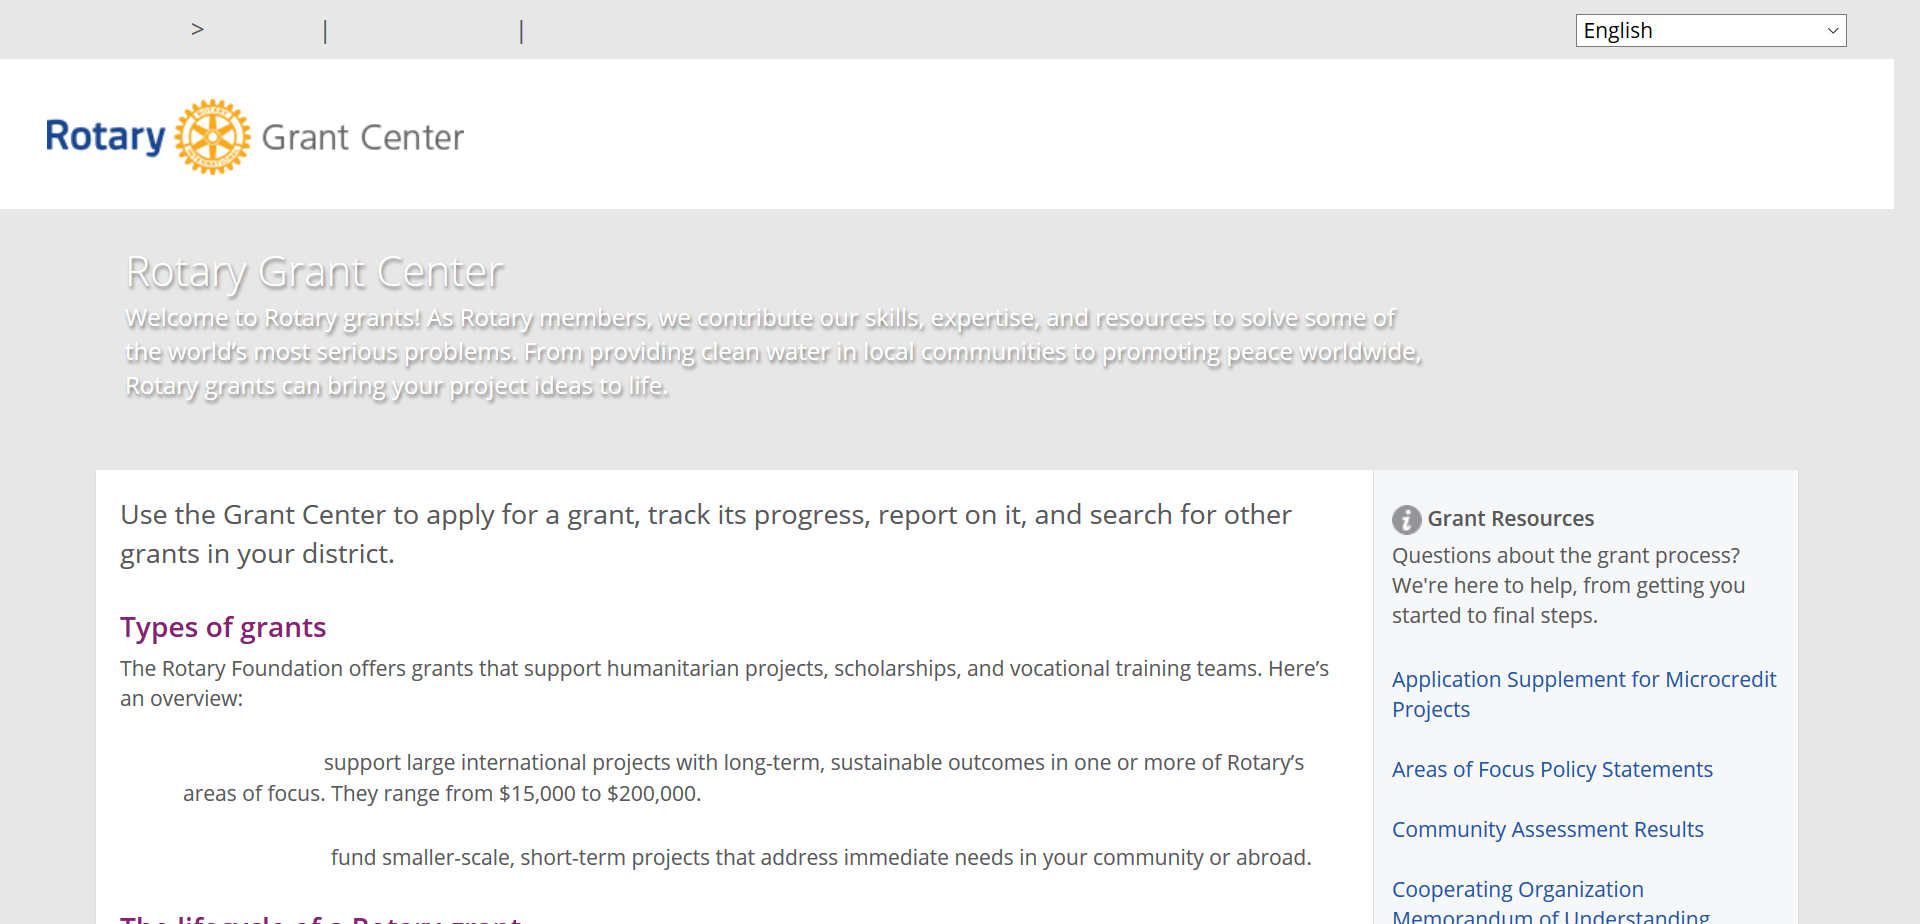 > | |
English
Rotary Grant Center
Rotary Grant Center
Welcome to Rotary grants! As Rotary members, we contribute our skills, expertise, and resources to solve some of
the world’s most serious problems. From providing clean water in local communities to promoting peace worldwide,
Rotary grants can bring your project ideas to life.
Use the Grant Center to apply for a grant, track its progress, report on it, and search for other
grants in your district.
Types of grants
The Rotary Foundation offers grants that support humanitarian projects, scholarships, and vocational training teams. Here’s
an overview:
support large international projects with long-term, sustainable outcomes in one or more of Rotary’s
areas of focus. They range from $15,000 to $200,000.
fund smaller-scale, short-term projects that address immediate needs in your community or abroad.
The lifecycle of a Rotary grant
Grant Resources
Questions about the grant process?
We're here to help, from getting you
started to final steps.
Application Supplement for Microcredit
Projects
Areas of Focus Policy Statements
Community Assessment Results
Cooperating Organization
Memorandum of Understanding